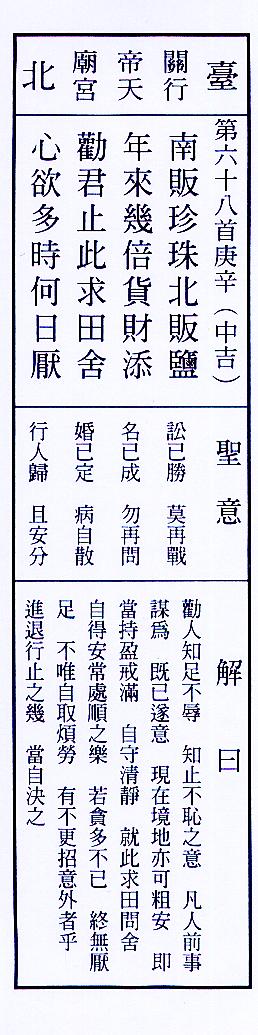 臺
關行
帝天
廟宮
北
第六十八首庚辛（中吉）
南販珍珠北販鹽
年來幾倍貨財添
勸君止此求田舍
心欲多時何日厭
聖意
訟已勝　莫再戰
名已成　勿再問
婚已定　病自散
行人歸　且安分
解曰
勸人知足不辱　知止不恥之意　凡人前事
謀為　既已遂意　現在境地亦可粗安　即
當持盈戒滿　自守清靜　就此求田問舍
自得安常處順之樂　若貪多不已　終無厭
足　不唯自取煩勞　有不更招意外者乎
進退行止之幾　當自決之